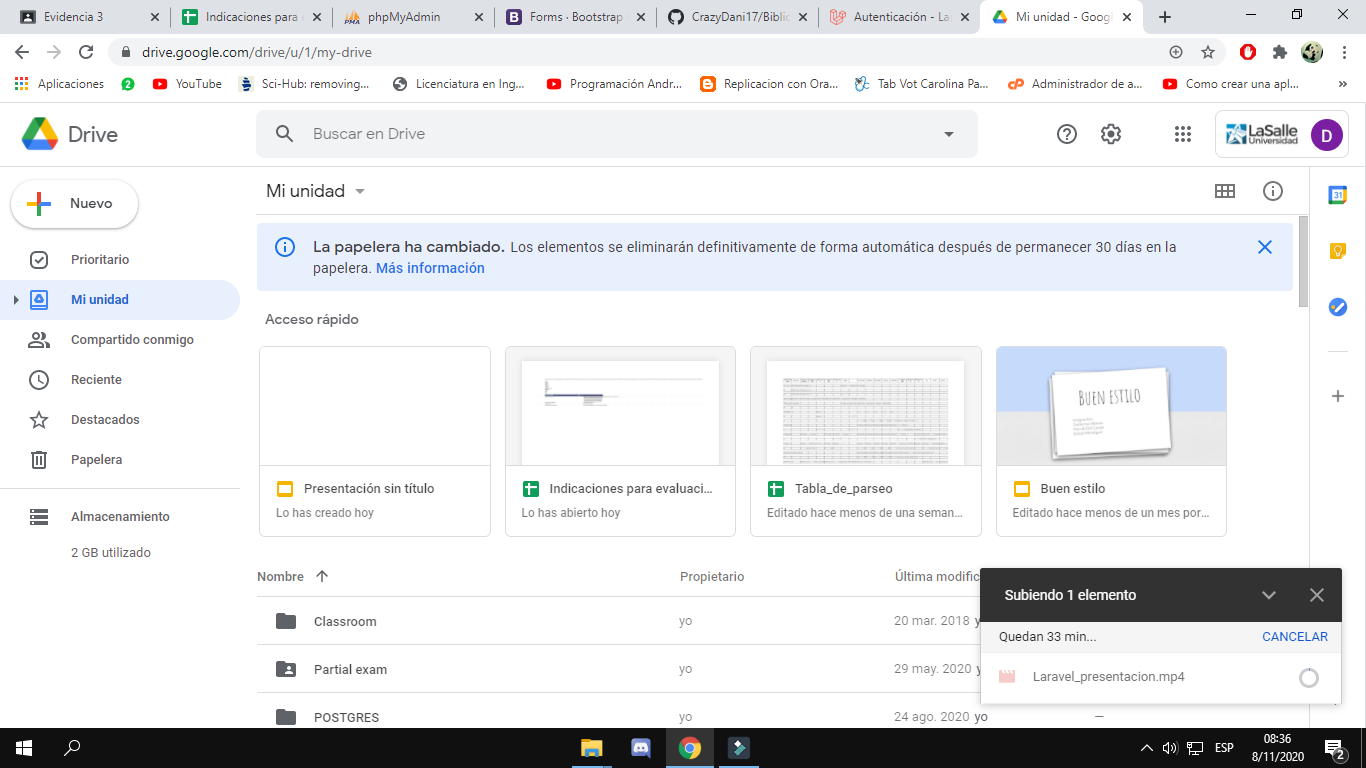 Evidencia 3
Indicaciones para e
phpMyAdmin
Forms · Bootstrap
CrazyDani17/Biblio
Autenticación - La
Mi unidad - Goog
drive.google.com/drive/u/1/my-drive
Aplicaciones
2
YouTube
Sci-Hub: removing...
Licenciatura en Ing...
Programación Andr...
Replicacion con Ora...
Tab Vot Carolina Pa...
Administrador de a...
Como crear una apl...
»
Drive
Buscar en Drive
LaSalle
Universidad
D
Nuevo
Mi unidad
31
La papelera ha cambiado. Los elementos se eliminarán definitivamente de forma automática después de permanecer 30 días en la
papelera. Más información
Prioritario
Mi unidad
Compartido conmigo
Reciente
Destacados
Papelera
Almacenamiento
2 GB utilizado
Acceso rápido
BUEN ESTILO
Presentación sin título
Lo has creado hoy
Indicaciones para evaluaci...
Lo has abierto hoy
Tabla_de_parseo
Editado hace menos de una seman...
Buen estilo
Editado hace menos de un mes por...
Nombre
Propietario
Última modific
Classroom
yo
20 mar. 2018 yo
Partial exam
yo
29 may. 2020 y
POSTGRES
yo
24 ago. 2020 yo
—
Subiendo 1 elemento
Quedan 33 min...
CANCELAR
Laravel_presentacion.mp4
ESP
08:36
8/11/2020
2